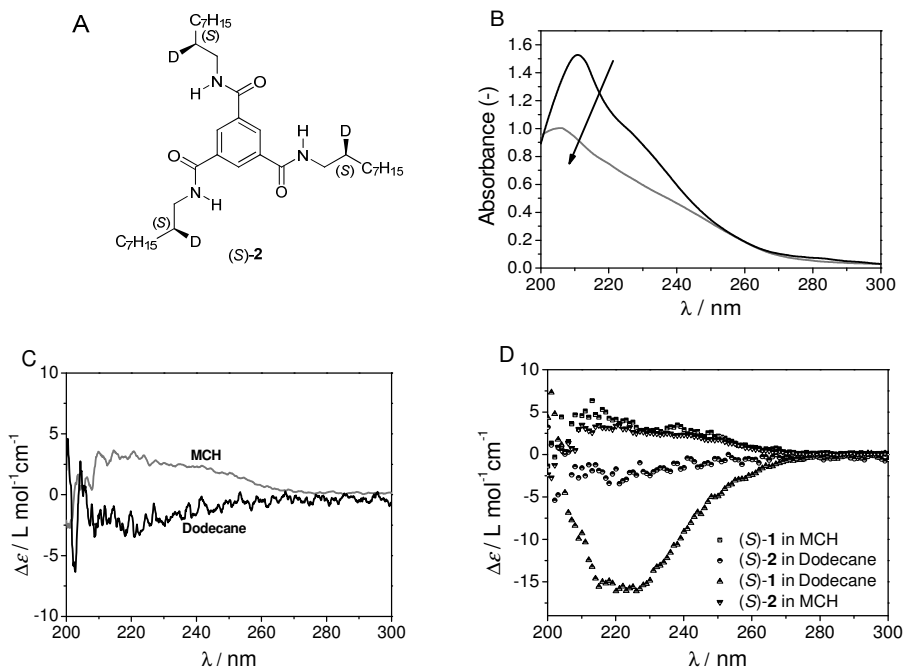 A
C7H15
(S)
D
N
H
O
O
N
H
D
(S)
C7H15
O
N
H
(S)
C7H15
D
(S)-2
B
Absorbance (-)
1.6
1.4
1.2
1.0
0.8
0.6
0.4
0.2
0.0
200 220 240 260 280 300
λ / nm
C
Δε / L mol⁻¹cm⁻¹
10
5
0
-5
-10
MCH
Dodecane
200 220 240 260 280 300
λ / nm
D
Δε / L mol⁻¹cm⁻¹
10
5
0
-5
-10
-15
(S)-1 in MCH
(S)-2 in Dodecane
(S)-1 in Dodecane
(S)-2 in MCH
200 220 240 260 280 300
λ / nm